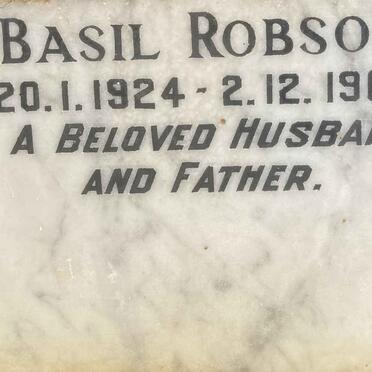 BASIL ROBSO
20.1.1924 - 2.12.19
A BELOVED HUSBA
AND FATHER.